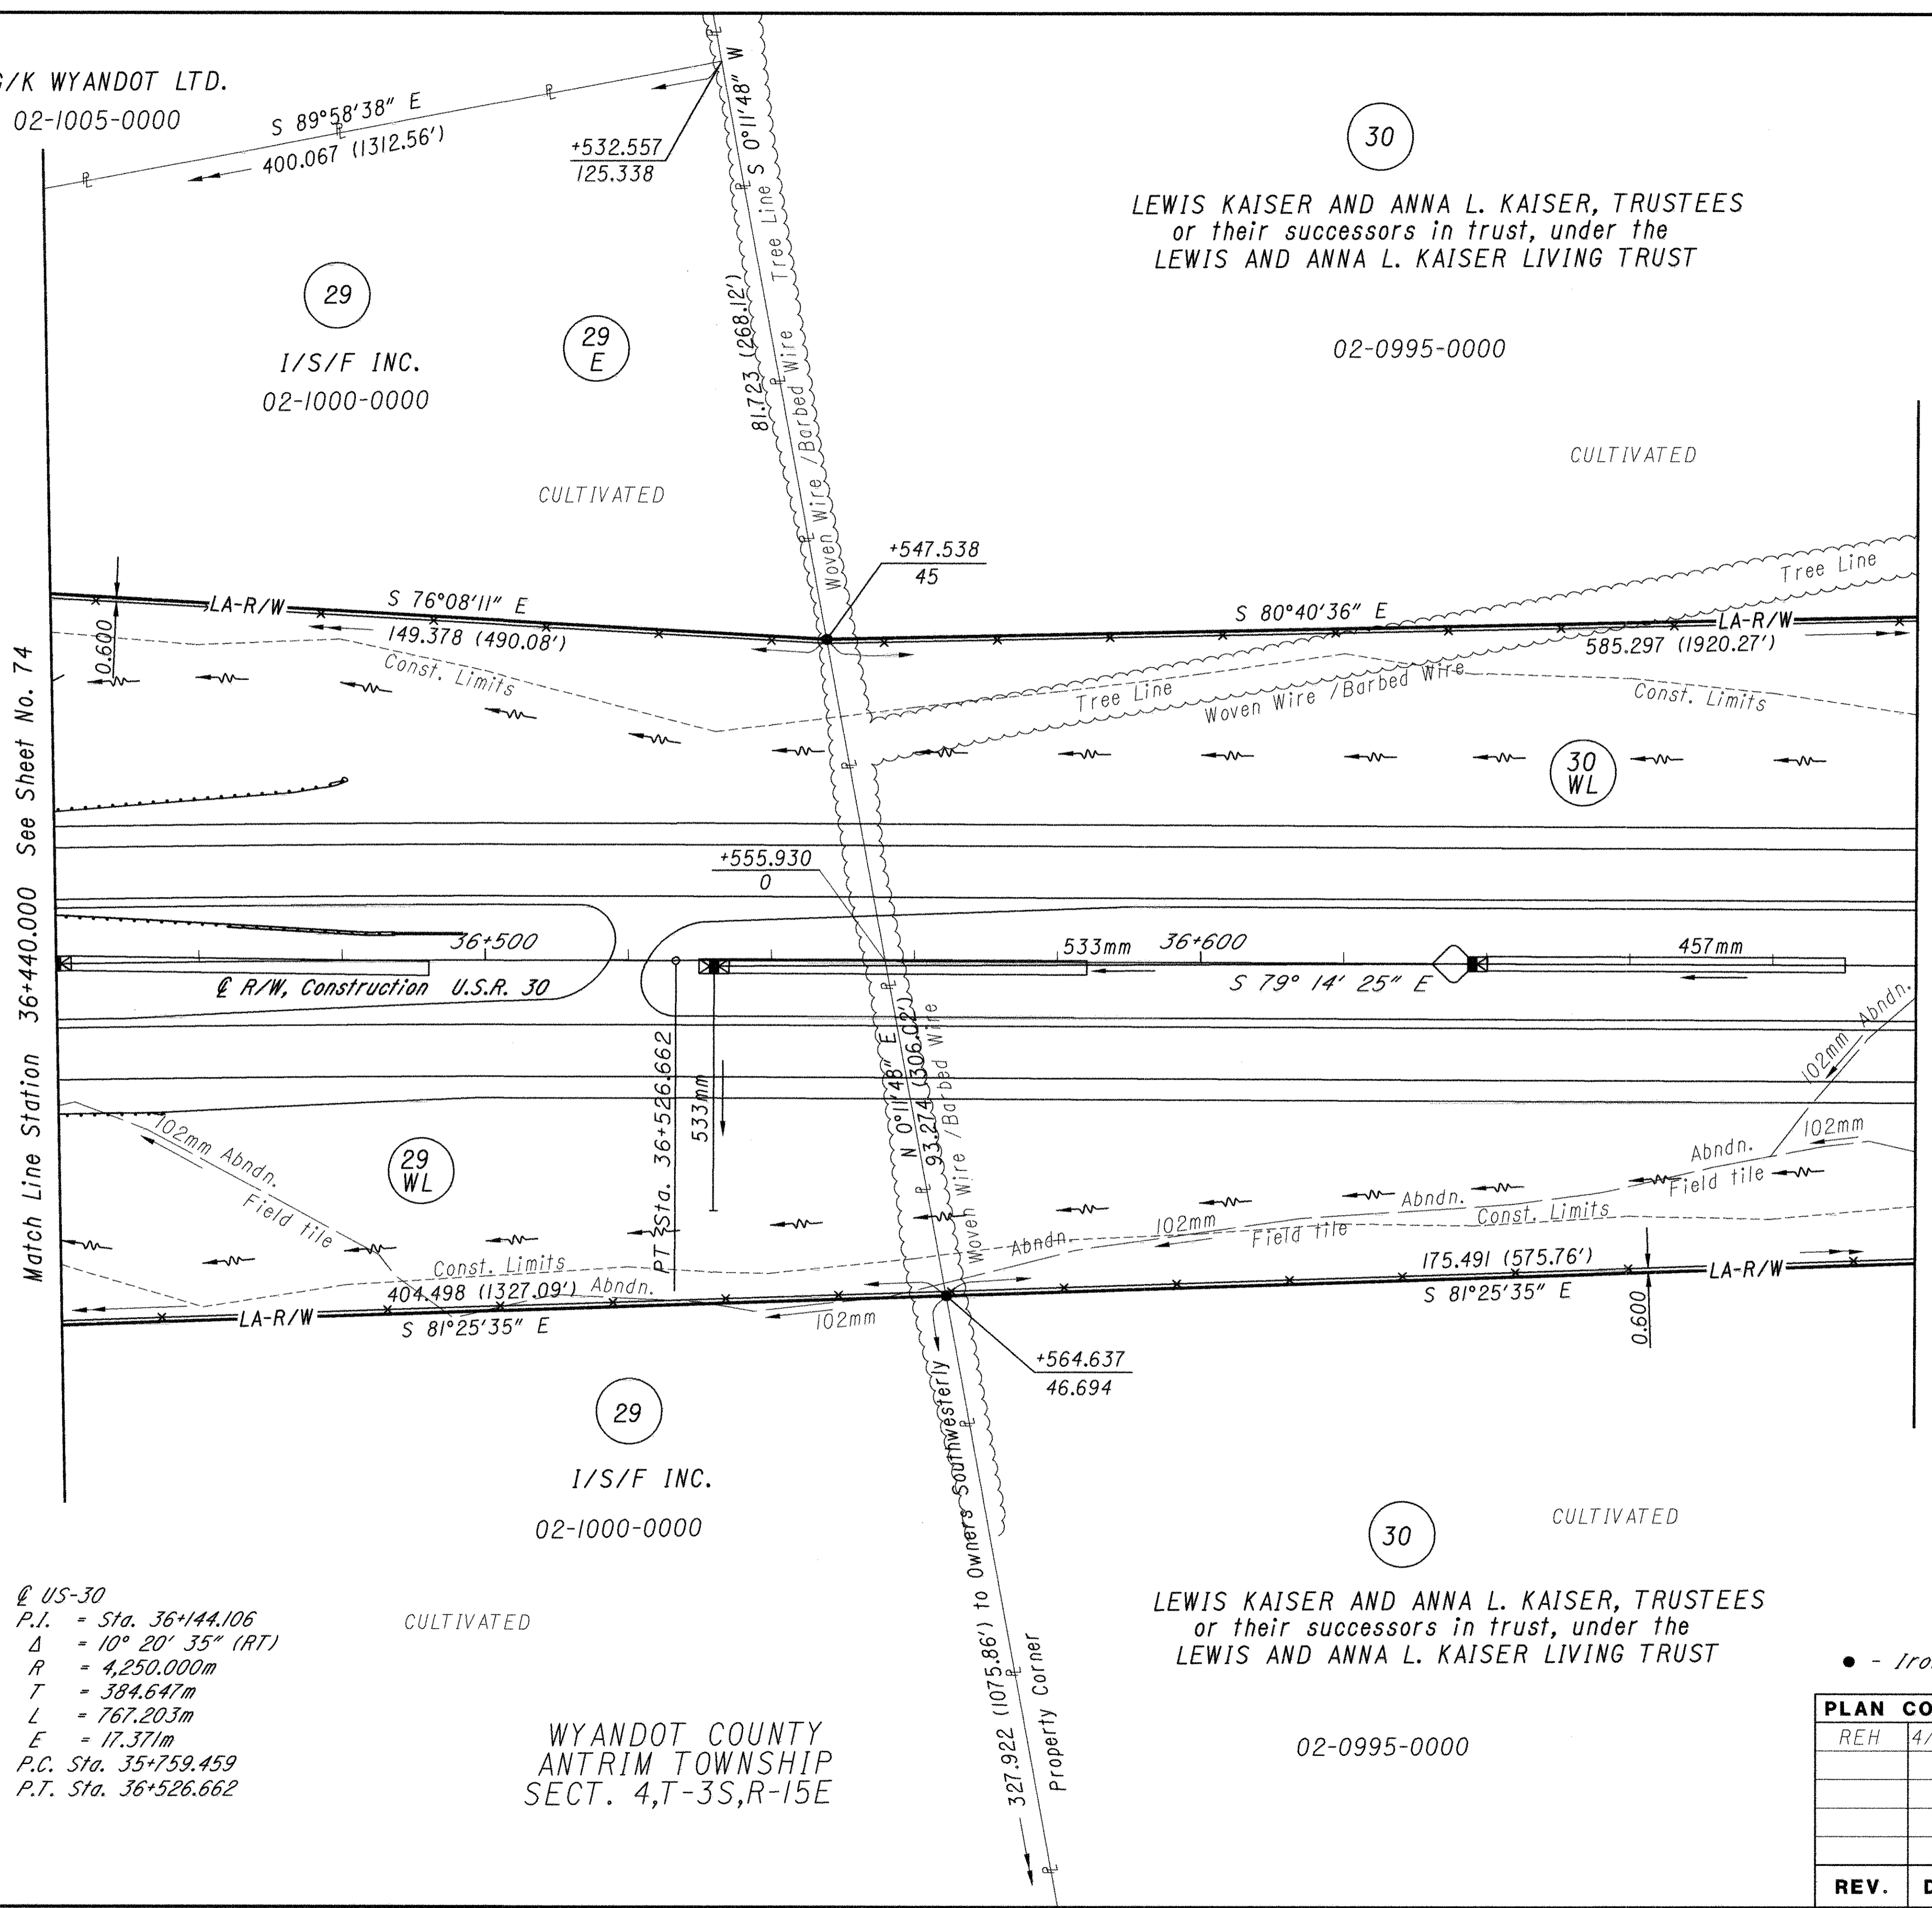 G/K WYANDOT LTD.
02-1005-0000
S 89°58'38" E
400.067 (1312.56')
+532.557
125.338
S 0°11'48" W
Tree Line
81.723 (268.12')
Woven Wire /Barbed Wire
30
LEWIS KAISER AND ANNA L. KAISER, TRUSTEES
or their successors in trust, under the
LEWIS AND ANNA L. KAISER LIVING TRUST
02-0995-0000
29
I/S/F INC.
02-1000-0000
29
E
CULTIVATED
CULTIVATED
+547.538
45
Tree Line
LA-R/W
S 76°08'11" E
149.378 (490.08')
0.600
Const. Limits
S 80°40'36" E
LA-R/W
585.297 (1920.27')
Tree Line
Woven Wire /Barbed Wire
Const. Limits
30
WL
Match Line Station 36+440.000 See Sheet No. 74
+555.930
0
36+500
533mm
36+600
457mm
℄ R/W, Construction U.S.R. 30
S 79° 14' 25" E
PT Sta. 36+526.662
533mm
N 0°11'48" E
93.274 (306.02')
Woven Wire /Barbed Wire
102mm Abndn.
102mm
Abndn.
Field tile
102mm Abndn.
Field tile
29
WL
Abndn.
Const. Limits
102mm
Field tile
Abndn.
Const. Limits
404.498 (1327.09')
Abndn.
LA-R/W
S 81°25'35" E
102mm
175.491 (575.76')
LA-R/W
S 81°25'35" E
0.600
+564.637
46.694
29
I/S/F INC.
02-1000-0000
327.922 (1075.86') to Owners Southwesterly
Property Corner
CULTIVATED
30
LEWIS KAISER AND ANNA L. KAISER, TRUSTEES
or their successors in trust, under the
LEWIS AND ANNA L. KAISER LIVING TRUST
02-0995-0000
℄ US-30
P.I. = Sta. 36+144.106
Δ = 10° 20' 35" (RT)
R = 4,250.000m
T = 384.647m
L = 767.203m
E = 17.371m
P.C. Sta. 35+759.459
P.T. Sta. 36+526.662
CULTIVATED
WYANDOT COUNTY
ANTRIM TOWNSHIP
SECT. 4,T-3S,R-15E
● - Iro
PLAN CO
REH 4/
REV. D